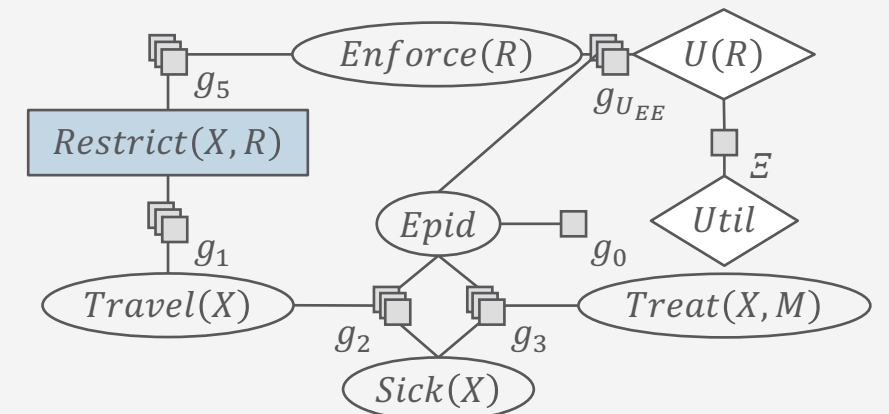 Enforce(R)
U(R)
g₅
g_{U_{EE}}
Restrict(X, R)
Ξ
Epid
Util
g₁
g₀
Travel(X)
Treat(X, M)
g₂
g₃
Sick(X)